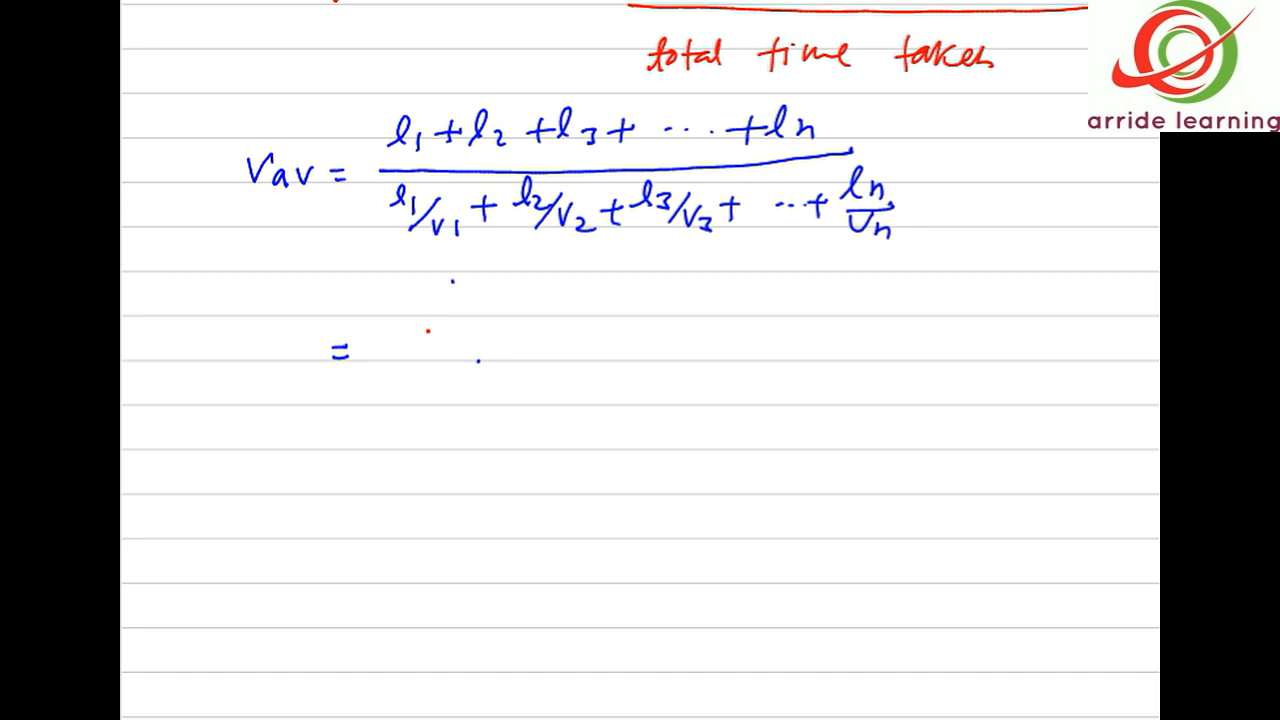 total time taken
arride learning
l1 + l2 + l3 + ... + ln
Vav =
l1/v1 + l2/v2 + l3/v3 + ... + ln/vn
=